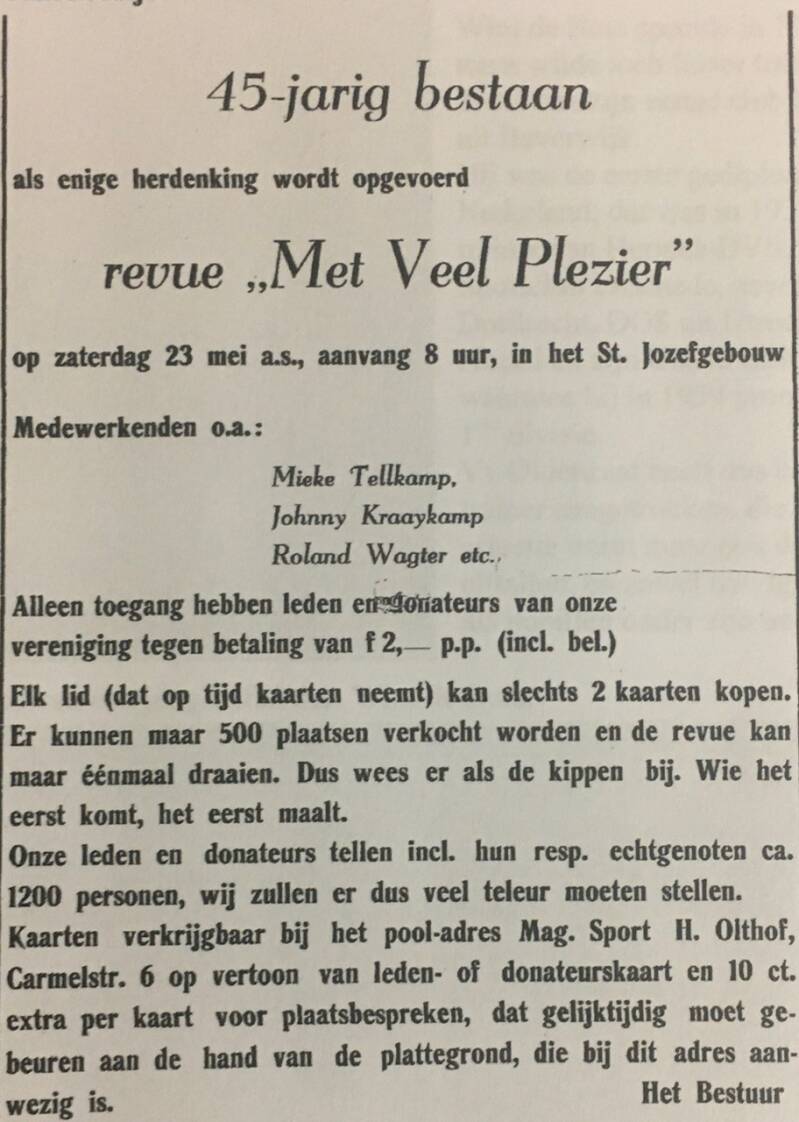 45-jarig bestaan
als enige herdenking wordt opgevoerd
revue „Met Veel Plezier”
op zaterdag 23 mei a.s., aanvang 8 uur, in het St. Jozefgebouw
Medewerkenden o.a.:
Mieke Tellkamp,
Johnny Kraaykamp
Roland Wagter etc.
Alleen toegang hebben leden en donateurs van onze
vereniging tegen betaling van f 2,— p.p. (incl. bel.)
Elk lid (dat op tijd kaarten neemt) kan slechts 2 kaarten kopen.
Er kunnen maar 500 plaatsen verkocht worden en de revue kan
maar éénmaal draaien. Dus wees er als de kippen bij. Wie het
eerst komt, het eerst maalt.
Onze leden en donateurs tellen incl. hun resp. echtgenoten ca.
1200 personen, wij zullen er dus veel teleur moeten stellen.
Kaarten verkrijgbaar bij het pool-adres Mag. Sport H. Olthof,
Carmelstr. 6 op vertoon van leden- of donateurskaart en 10 ct.
extra per kaart voor plaatsbespreken, dat gelijktijdig moet ge-
beuren aan de hand van de plattegrond, die bij dit adres aan-
wezig is.
Het Bestuur